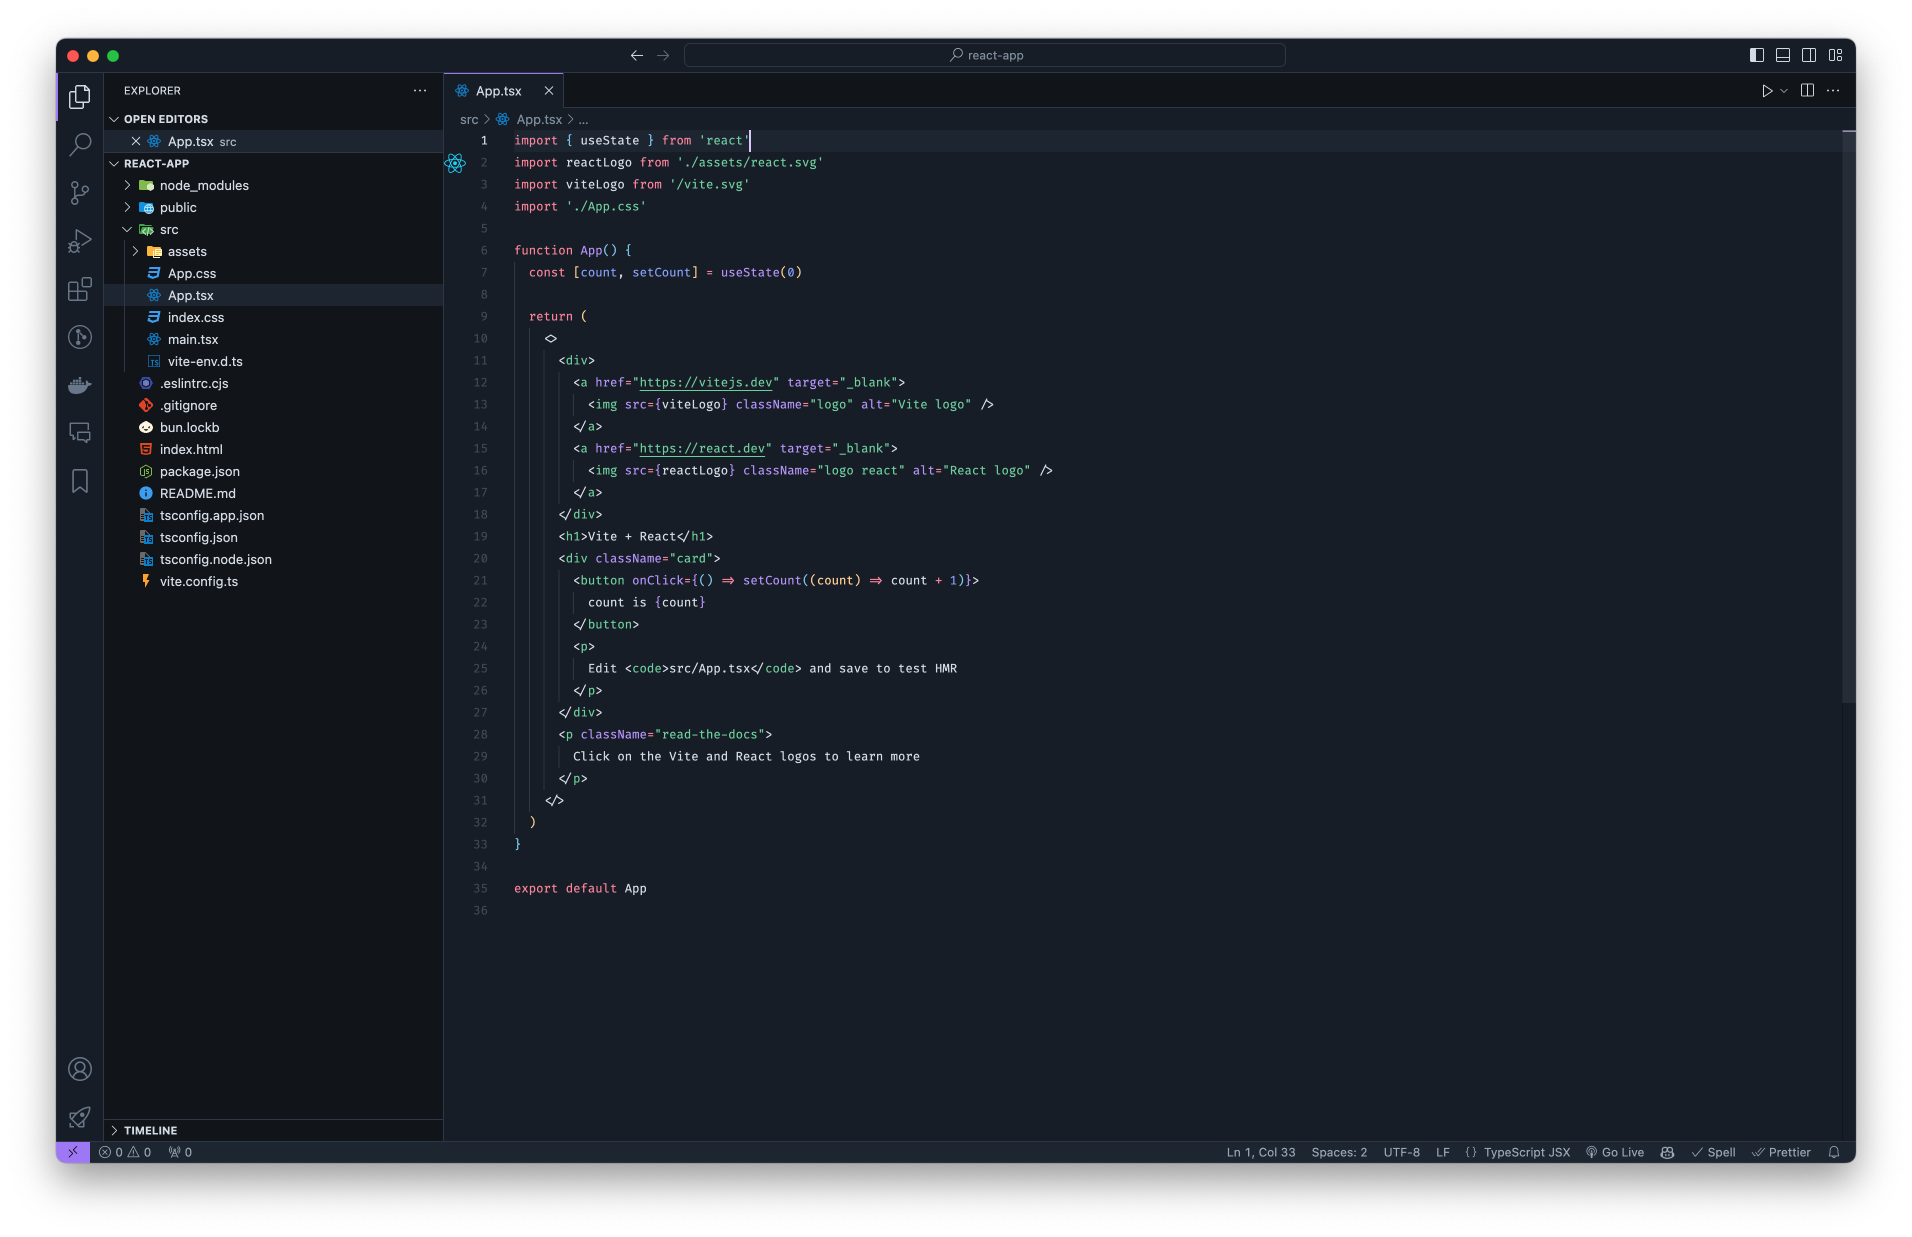 react-app
EXPLORER
OPEN EDITORS
App.tsx src
REACT-APP
node_modules
public
src
assets
App.css
App.tsx
index.css
main.tsx
vite-env.d.ts
.eslintrc.cjs
.gitignore
bun.lockb
index.html
package.json
README.md
tsconfig.app.json
tsconfig.json
tsconfig.node.json
vite.config.ts
TIMELINE
App.tsx
src > App.tsx > ...
1 import { useState } from 'react'
2 import reactLogo from './assets/react.svg'
3 import viteLogo from '/vite.svg'
4 import './App.css'
5
6 function App() {
7 const [count, setCount] = useState(0)
8
9 return (
10 <>
11 <div>
12 <a href="https://vitejs.dev" target="_blank">
13 <img src={viteLogo} className="logo" alt="Vite logo" />
14 </a>
15 <a href="https://react.dev" target="_blank">
16 <img src={reactLogo} className="logo react" alt="React logo" />
17 </a>
18 </div>
19 <h1>Vite + React</h1>
20 <div className="card">
21 <button onClick={() => setCount((count) => count + 1)}>
22 count is {count}
23 </button>
24 <p>
25 Edit <code>src/App.tsx</code> and save to test HMR
26 </p>
27 </div>
28 <p className="read-the-docs">
29 Click on the Vite and React logos to learn more
30 </p>
31 </>
32 )
33 }
34
35 export default App
36
0 0 0 Ln 1, Col 33 Spaces: 2 UTF-8 LF {} TypeScript JSX Go Live Spell Prettier